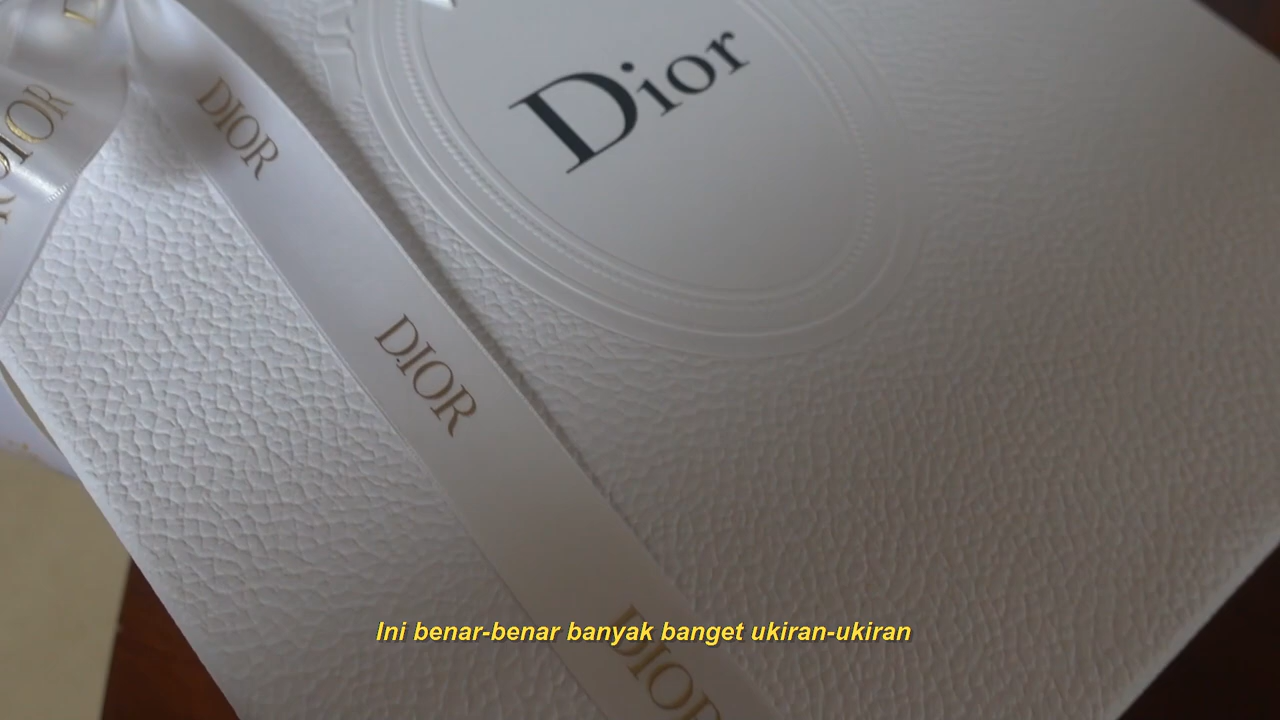 Dior
DIOR
DIOR
DIOR
DIOR
Ini benar-benar banyak banget ukiran-ukiran